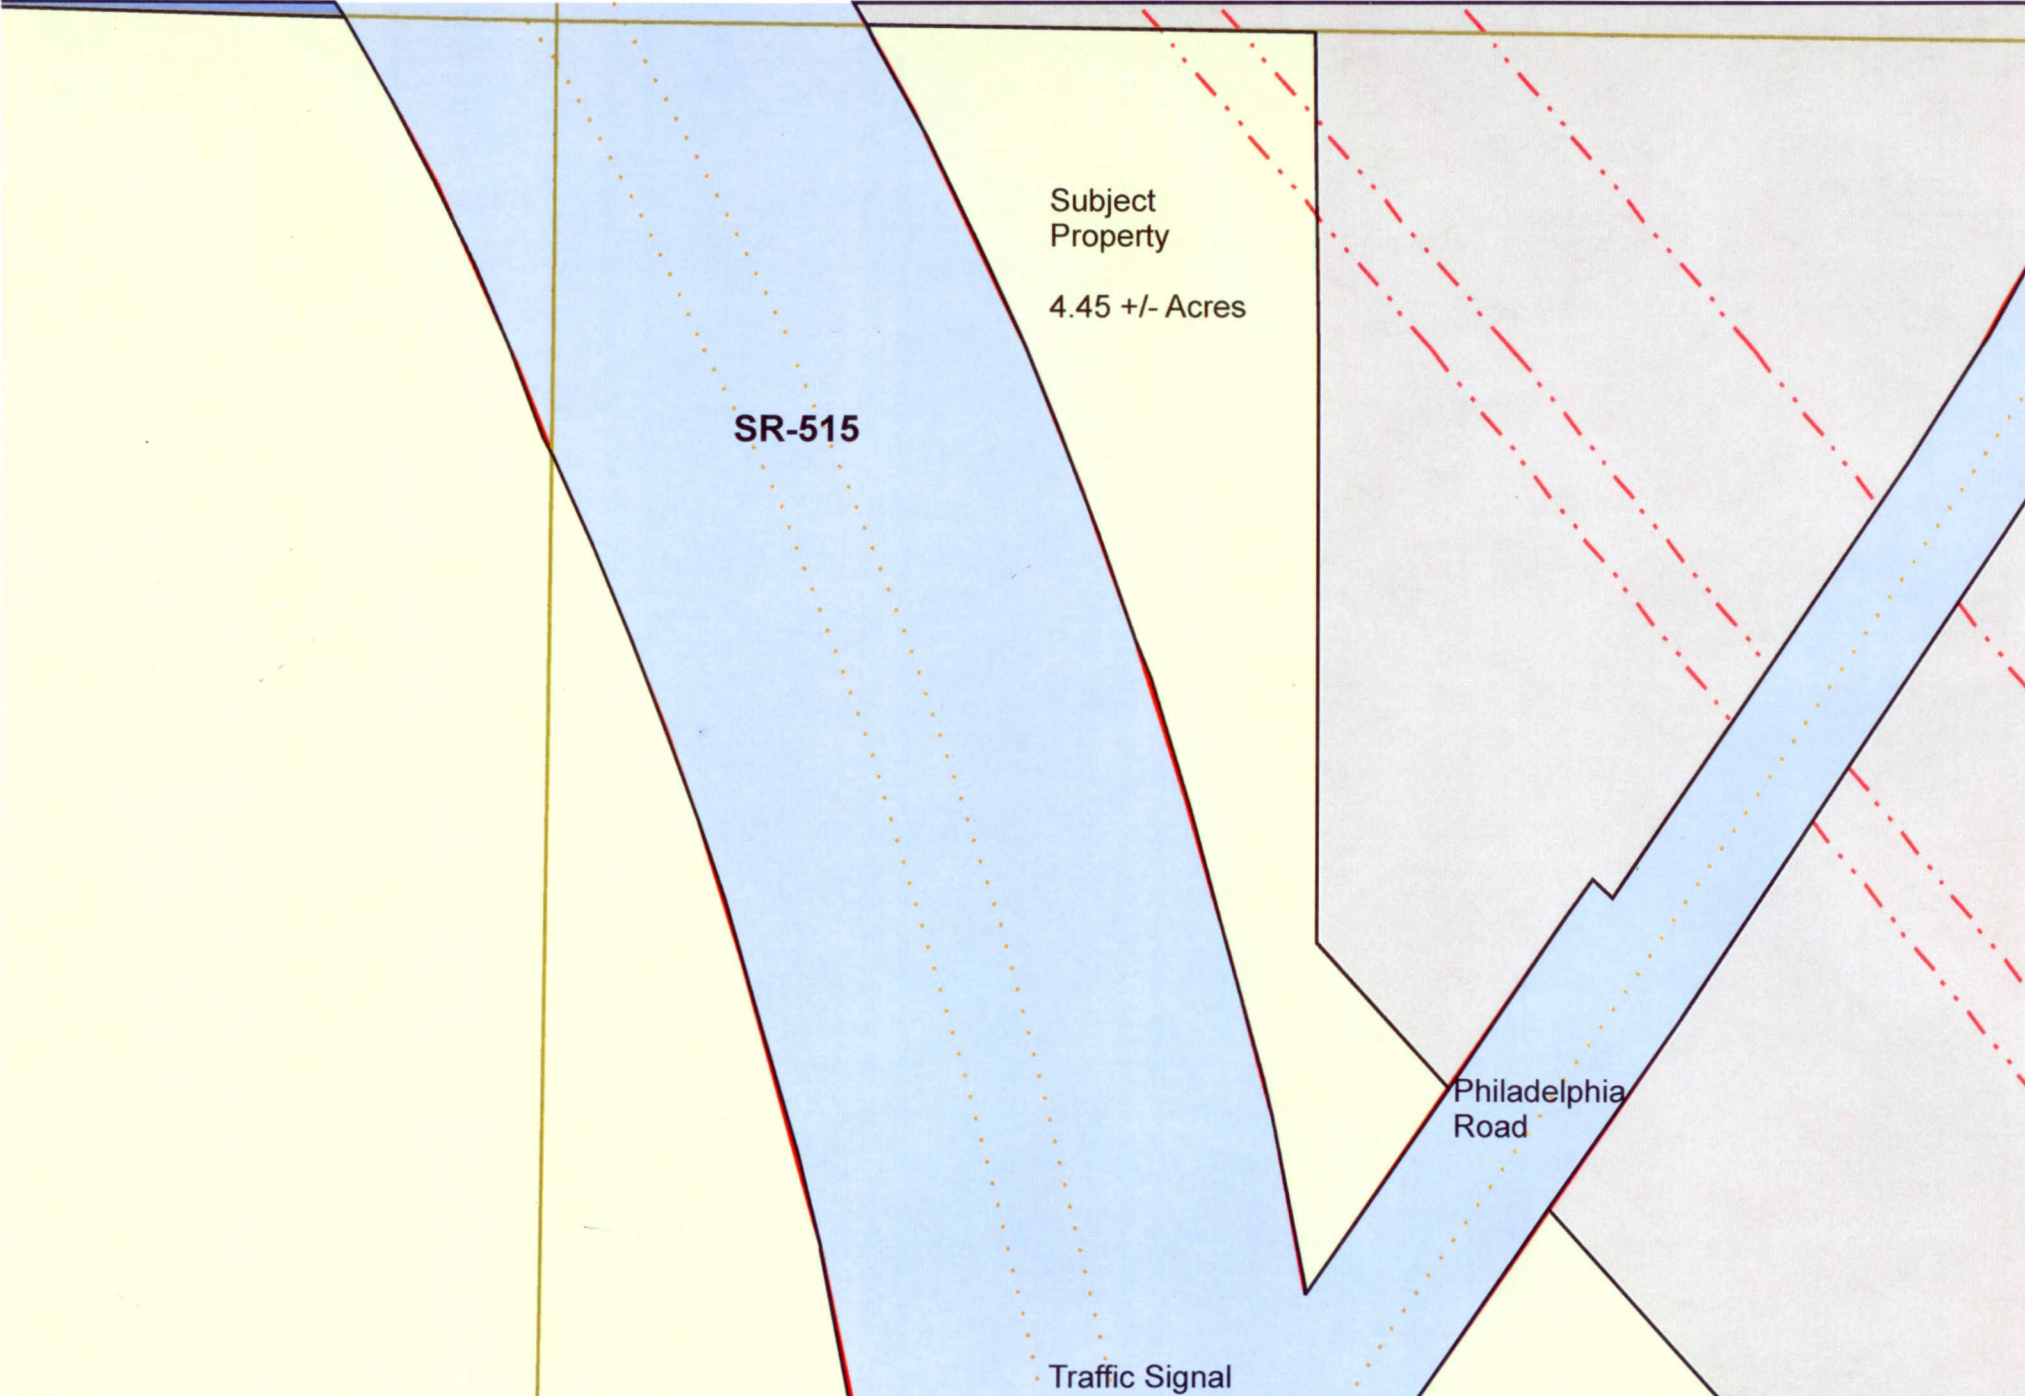 Subject
Property
4.45 +/- Acres
SR-515
Philadelphia
Road
Traffic Signal